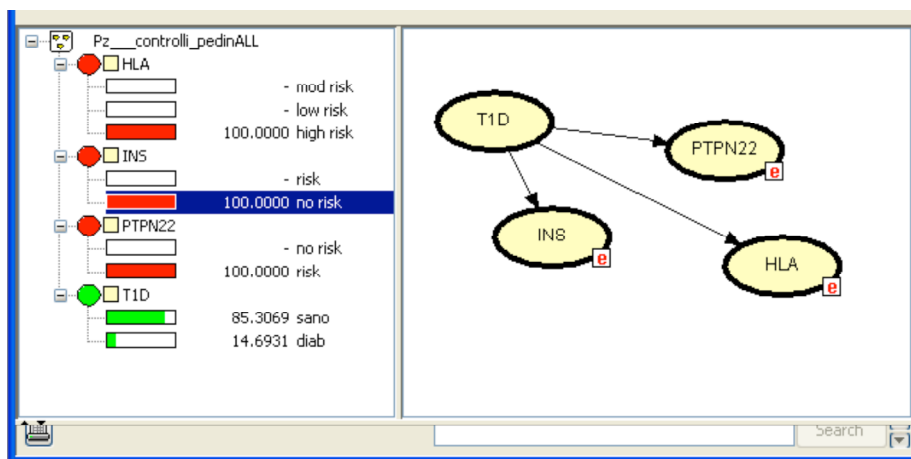 Pz___controlli_pedinALL
HLA
- mod risk
- low risk
100.0000 high risk
INS
- risk
100.0000 no risk
PTPN22
- no risk
100.0000 risk
T1D
85.3069 sano
14.6931 diab
T1D
PTPN22
e
INS
e
HLA
e
Search